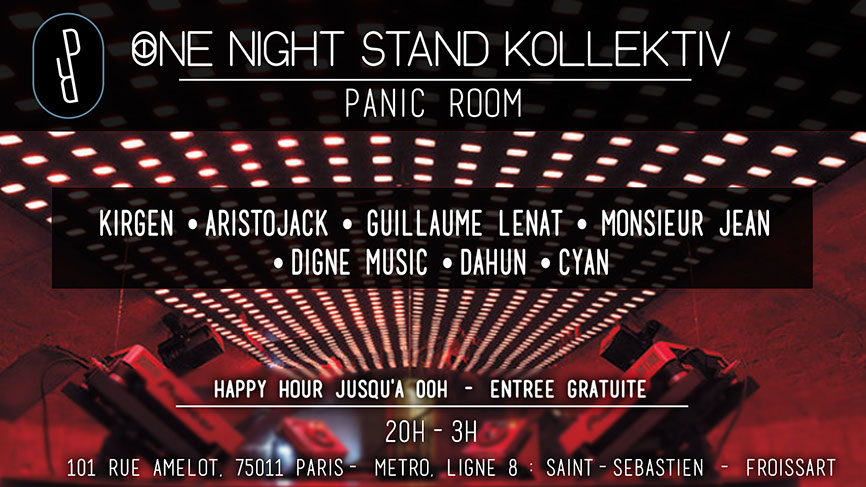 PR
ONE NIGHT STAND KOLLEKTIV
PANIC ROOM
KIRGEN • ARISTOJACK • GUILLAUME LENAT • MONSIEUR JEAN
• DIGNE MUSIC • DAHUN • CYAN
HAPPY HOUR JUSQU'A 00H - ENTREE GRATUITE
20H - 3H
101 RUE AMELOT, 75011 PARIS - METRO, LIGNE 8 : SAINT - SEBASTIEN - FROISSART